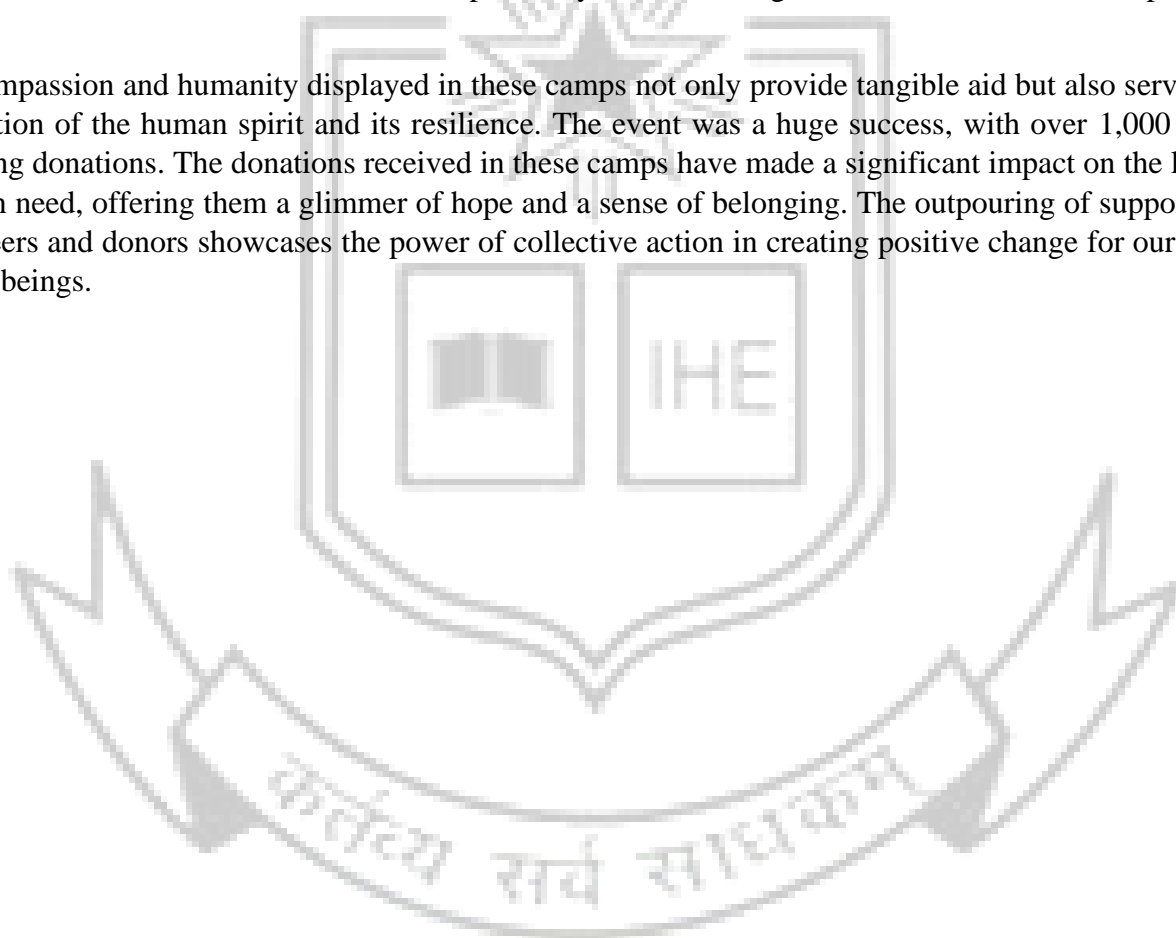 mpassion and humanity displayed in these camps not only provide tangible aid but also serv
tion of the human spirit and its resilience. The event was a huge success, with over 1,000
ng donations. The donations received in these camps have made a significant impact on the l
n need, offering them a glimmer of hope and a sense of belonging. The outpouring of suppo
eers and donors showcases the power of collective action in creating positive change for our
beings.
IHE
कर्तव्य सर्व साधकम